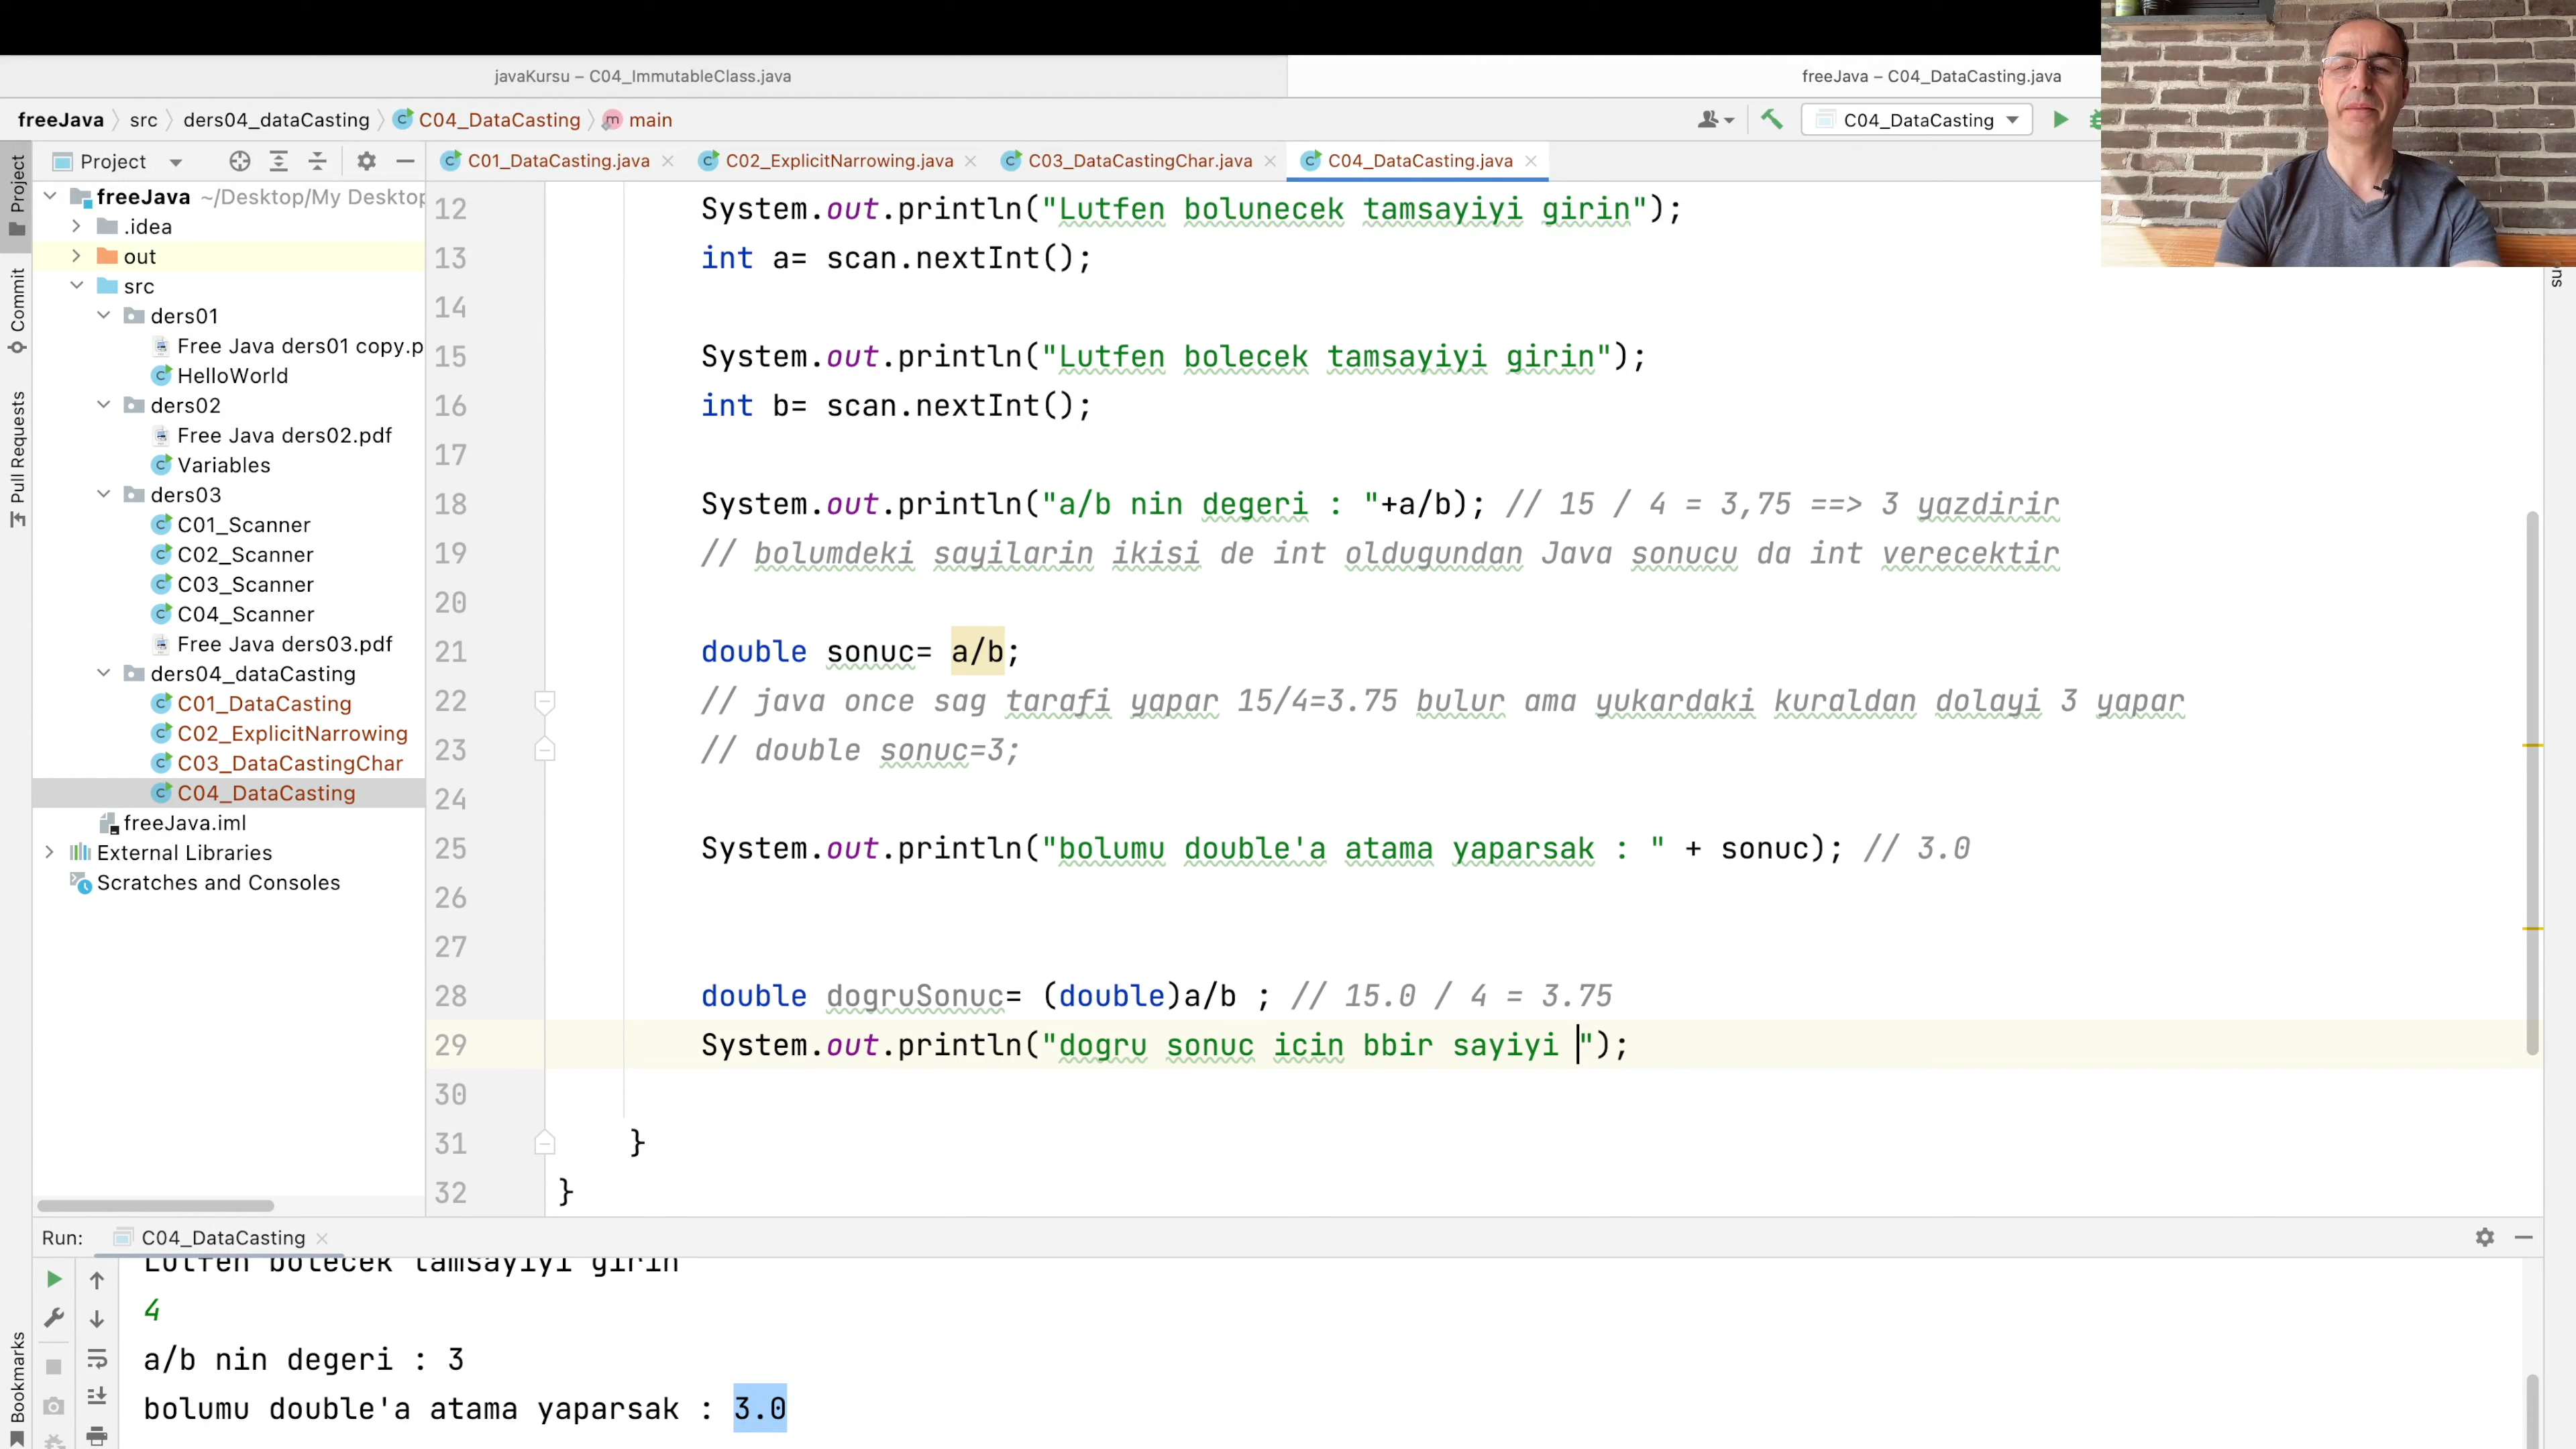 javaKursu – C04_ImmutableClass.java
freeJava – C04_DataCasting.java
freeJava src ders04_dataCasting C04_DataCasting main
C04_DataCasting
Project
C01_DataCasting.java C02_ExplicitNarrowing.java C03_DataCastingChar.java C04_DataCasting.java
Project
Commit
Pull Requests
Bookmarks
freeJava ~/Desktop/My Desktop
.idea
out
src
ders01
Free Java ders01 copy.p
HelloWorld
ders02
Free Java ders02.pdf
Variables
ders03
C01_Scanner
C02_Scanner
C03_Scanner
C04_Scanner
Free Java ders03.pdf
ders04_dataCasting
C01_DataCasting
C02_ExplicitNarrowing
C03_DataCastingChar
C04_DataCasting
freeJava.iml
External Libraries
Scratches and Consoles
12 System.out.println("Lutfen bolunecek tamsayiyi girin");
13 int a= scan.nextInt();
14
15 System.out.println("Lutfen bolecek tamsayiyi girin");
16 int b= scan.nextInt();
17
18 System.out.println("a/b nin degeri : "+a/b); // 15 / 4 = 3,75 ==> 3 yazdirir
19 // bolumdeki sayilarin ikisi de int oldugundan Java sonucu da int verecektir
20
21 double sonuc= a/b;
22 // java once sag tarafi yapar 15/4=3.75 bulur ama yukardaki kuraldan dolayi 3 yapar
23 // double sonuc=3;
24
25 System.out.println("bolumu double'a atama yaparsak : " + sonuc); // 3.0
26
27
28 double dogruSonuc= (double)a/b ; // 15.0 / 4 = 3.75
29 System.out.println("dogru sonuc icin bbir sayiyi ");
30
31 }
32 }
Run: C04_DataCasting
Lutfen bolecek tamsayiyi girin
4
a/b nin degeri : 3
bolumu double'a atama yaparsak : 3.0